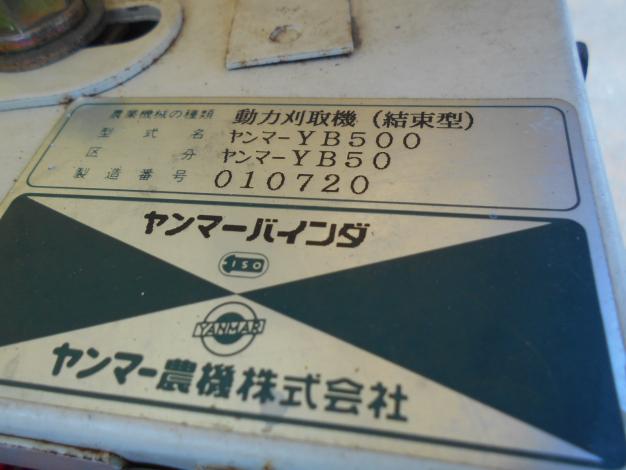 農業機械の種類 動力刈取機（結束型）
型式名 ヤンマーYB500
区分 ヤンマーYB50
製造番号 010720
ヤンマーバインダ
ISO
YANMAR
ヤンマー農機株式会社